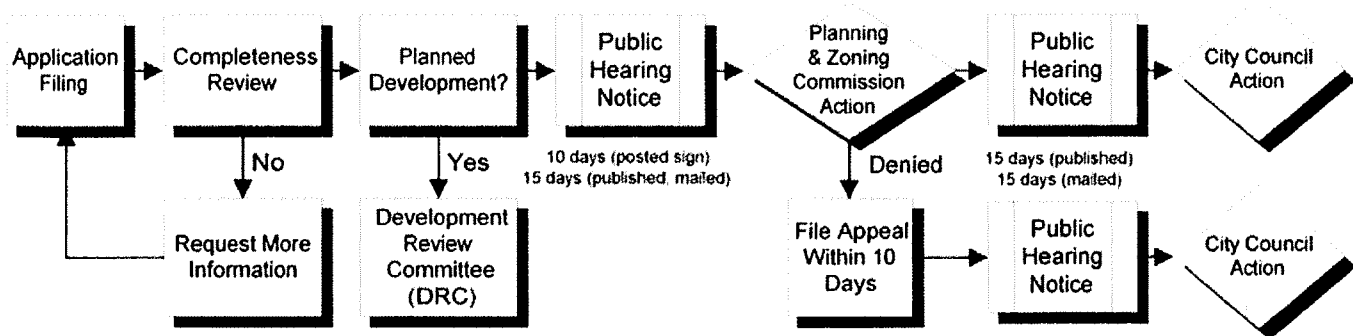 Application
Filing
Completeness
Review
Planned
Development?
Public
Hearing
Notice
Planning
& Zoning
Commission
Action
Public
Hearing
Notice
City Council
Action
No
Yes
10 days (posted sign)
15 days (published, mailed)
Denied
15 days (published)
15 days (mailed)
Request More
Information
Development
Review
Committee
(DRC)
File Appeal
Within 10
Days
Public
Hearing
Notice
City Council
Action